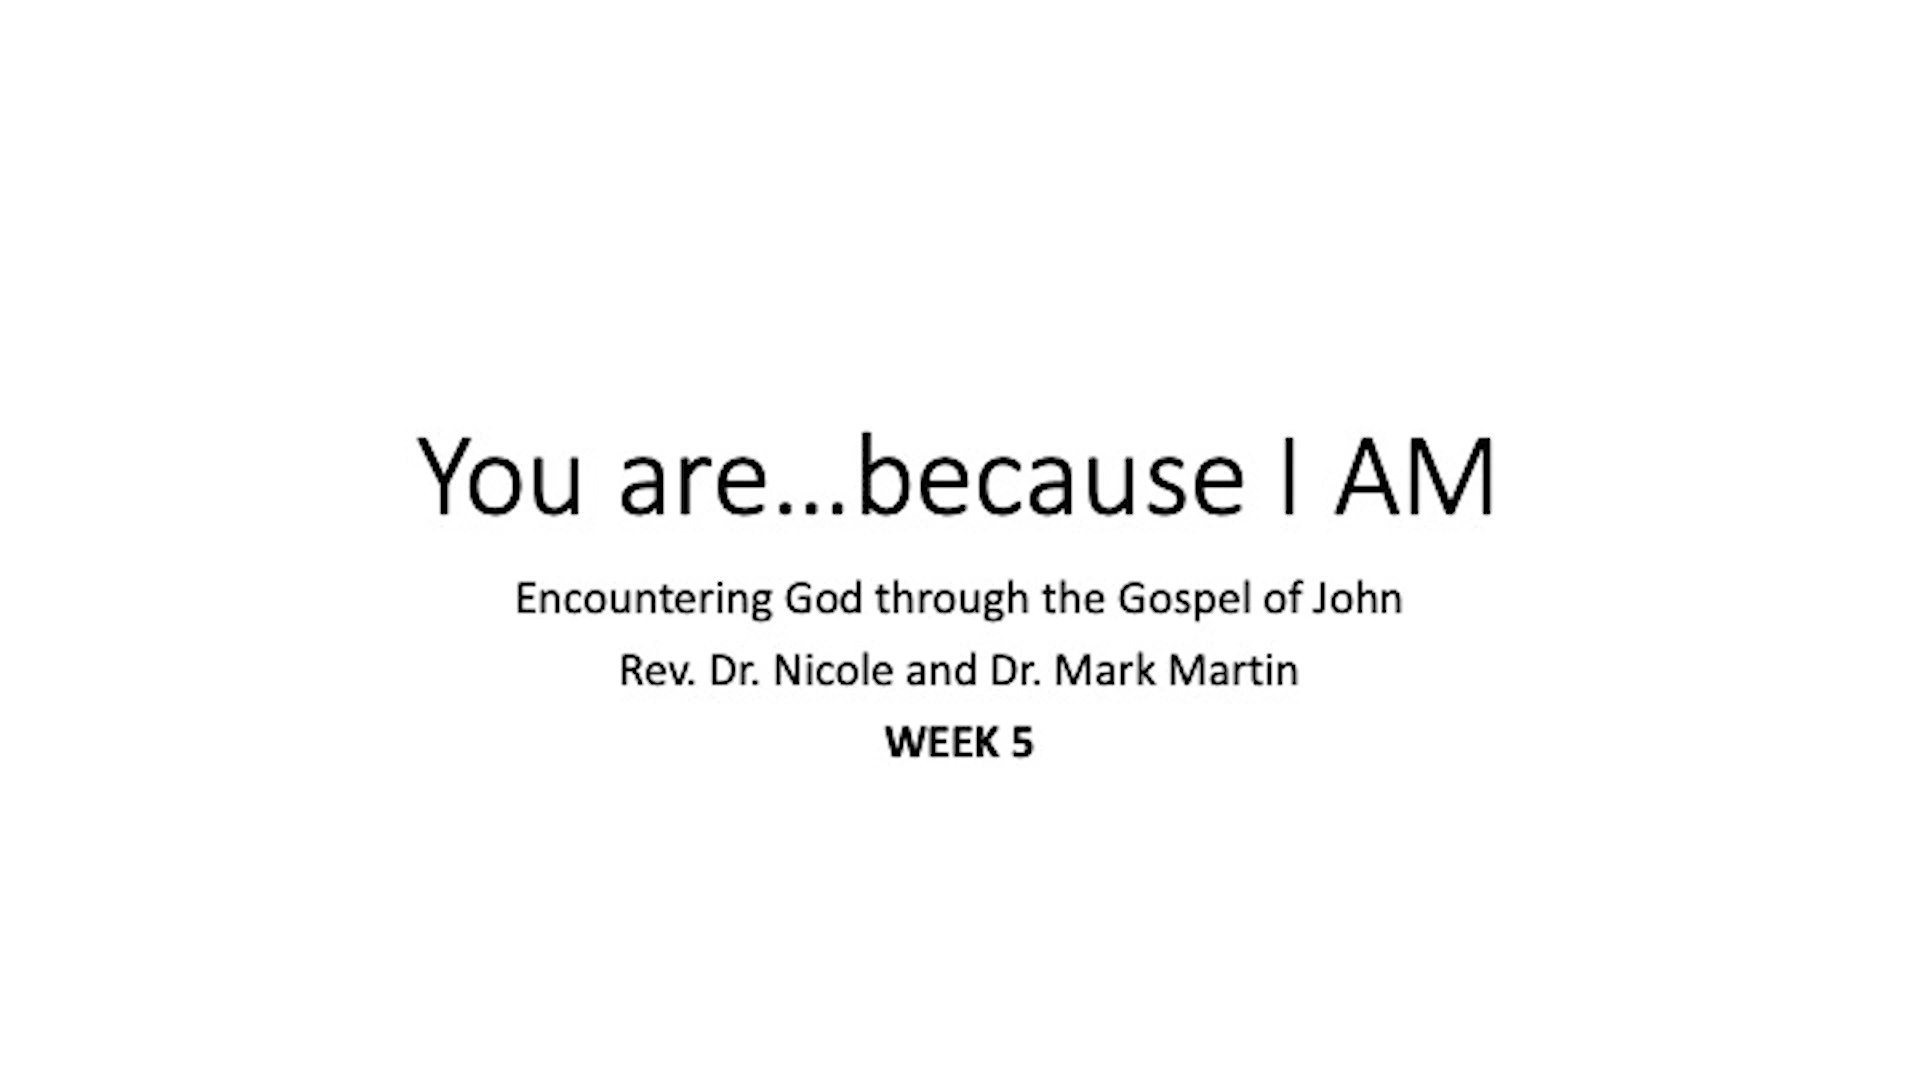 You are...because I AM
Encountering God through the Gospel of John
Rev. Dr. Nicole and Dr. Mark Martin
WEEK 5